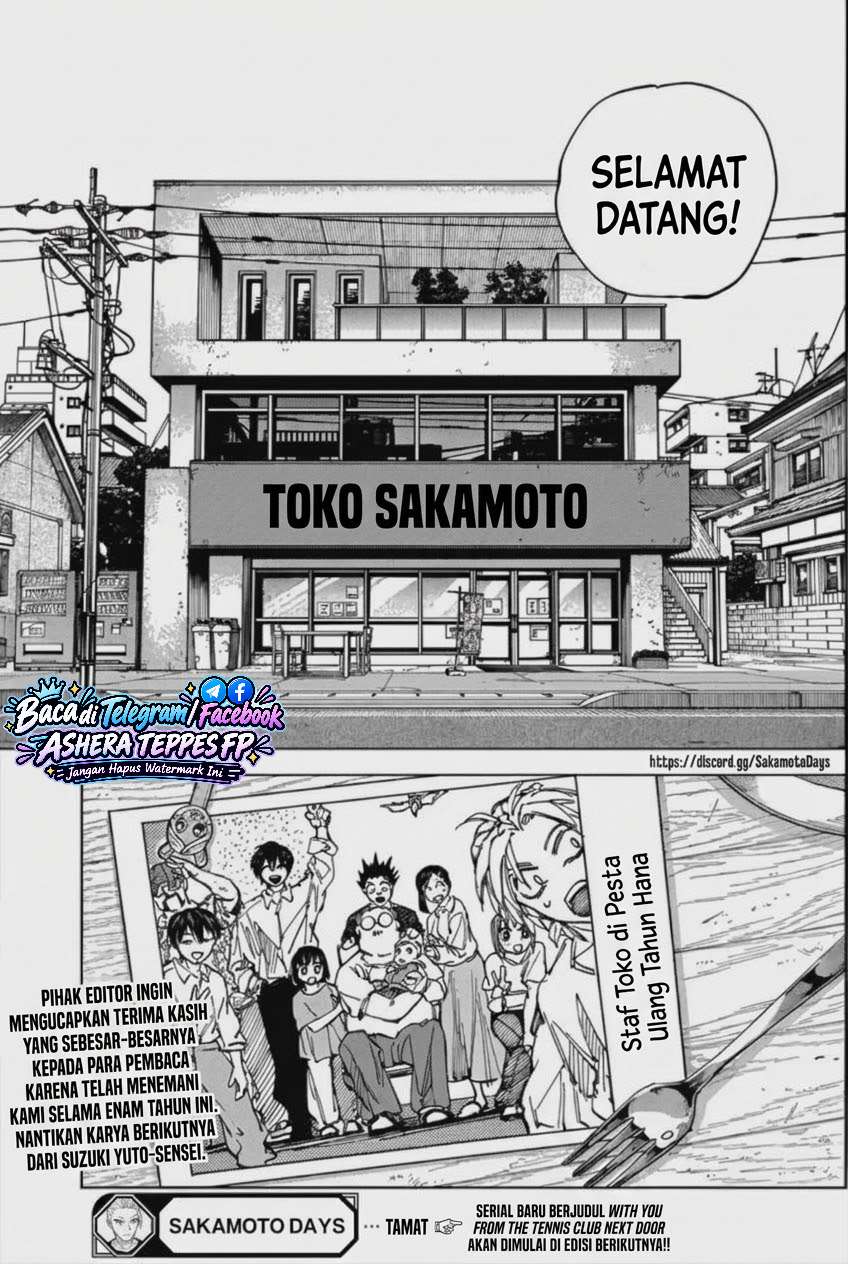 SELAMAT
DATANG!
TOKO SAKAMOTO
Baca di Telegram/Facebook
ASHERA TEPPES FP
Jangan Hapus Watermark Ini
https://discord.gg/SakamotaDays
Staf Toko di Pesta
Ulang Tahun Hana
PIHAK EDITOR INGIN
MENGUCAPKAN TERIMA KASIH
YANG SEBESAR-BESARNYA
KEPADA PARA PEMBACA
KARENA TELAH MENEMANI
KAMI SELAMA ENAM TAHUN INI.
NANTIKAN KARYA BERIKUTNYA
DARI SUZUKI YUTO-SENSEI.
SAKAMOTO DAYS ... TAMAT
SERIAL BARU BERJUDUL WITH YOU
FROM THE TENNIS CLUB NEXT DOOR
AKAN DIMULAI DI EDISI BERIKUTNYA!!